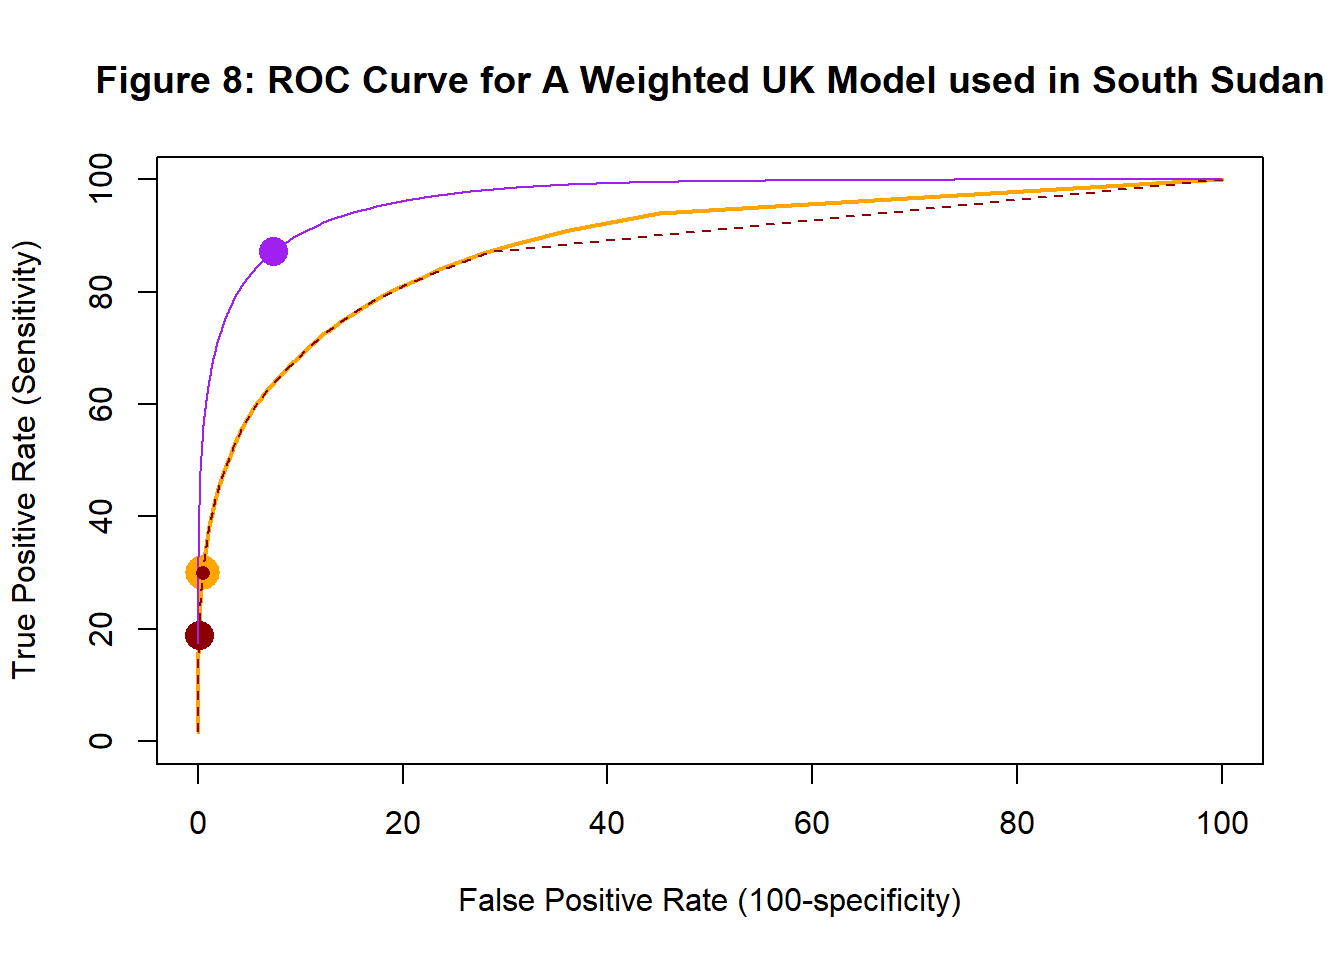 Figure 8: ROC Curve for A Weighted UK Model used in South Sudan
True Positive Rate (Sensitivity)
100
80
60
40
20
0
0 20 40 60 80 100
False Positive Rate (100-specificity)